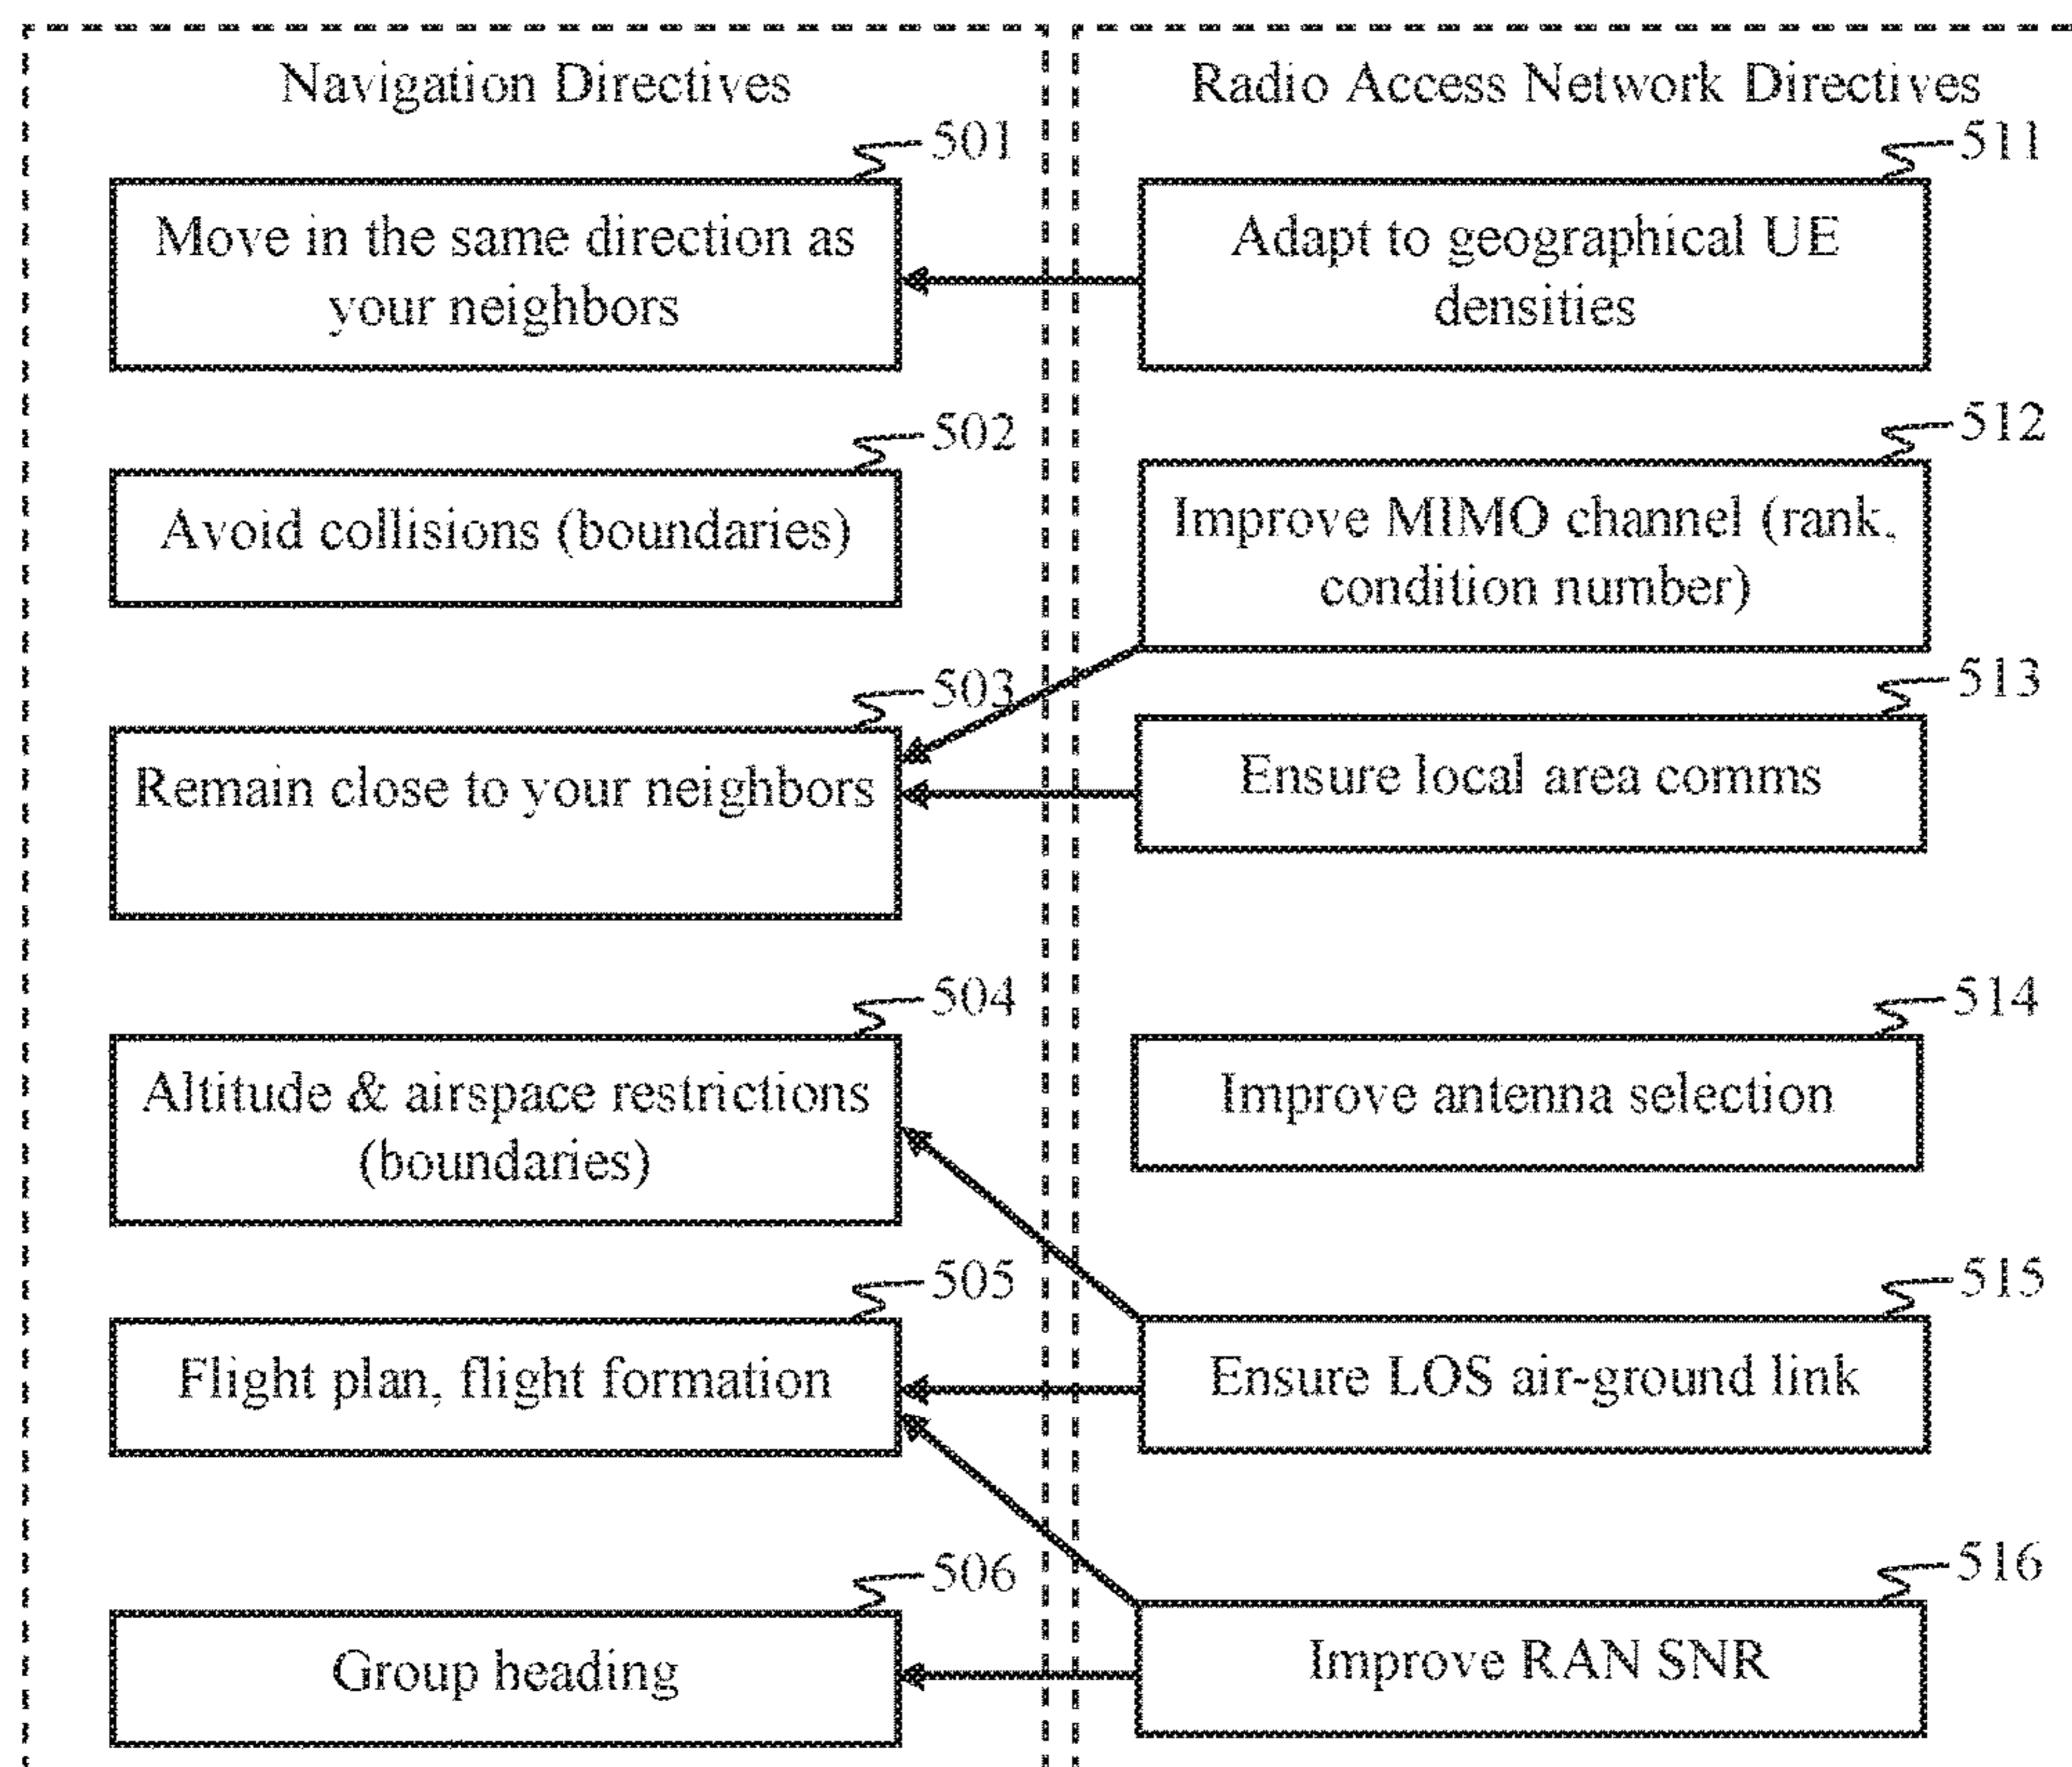 Navigation Directives
501
Move in the same direction as
your neighbors
502
Avoid collisions (boundaries)
503
Remain close to your neighbors
504
Altitude & airspace restrictions
(boundaries)
505
Flight plan, flight formation
506
Group heading
Radio Access Network Directives
511
Adapt to geographical UE
densities
512
Improve MIMO channel (rank,
condition number)
513
Ensure local area comms
514
Improve antenna selection
515
Ensure LOS air-ground link
516
Improve RAN SNR